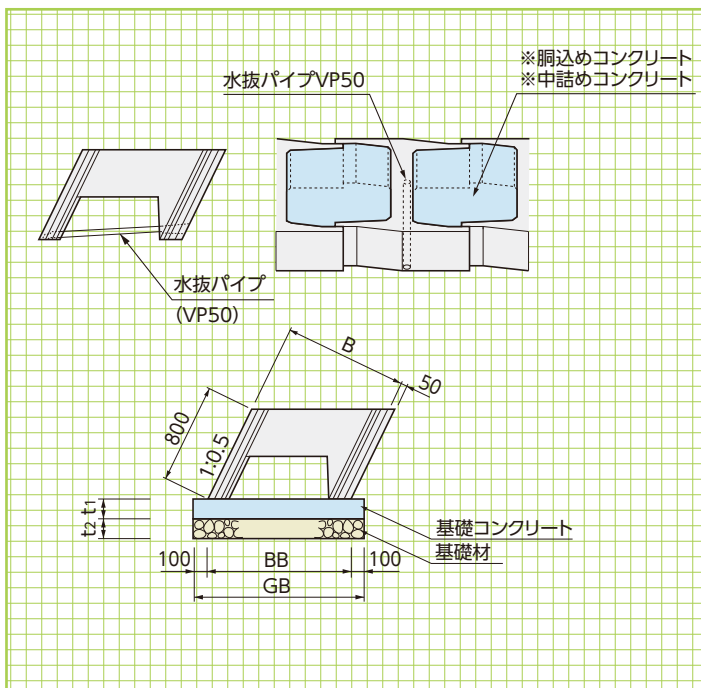 ※胴込めコンクリート
※中詰めコンクリート
水抜パイプVP50
水抜パイプ
(VP50)
B
50
800
1:0.5
t1
t2
基礎コンクリート
基礎材
100
BB
100
GB